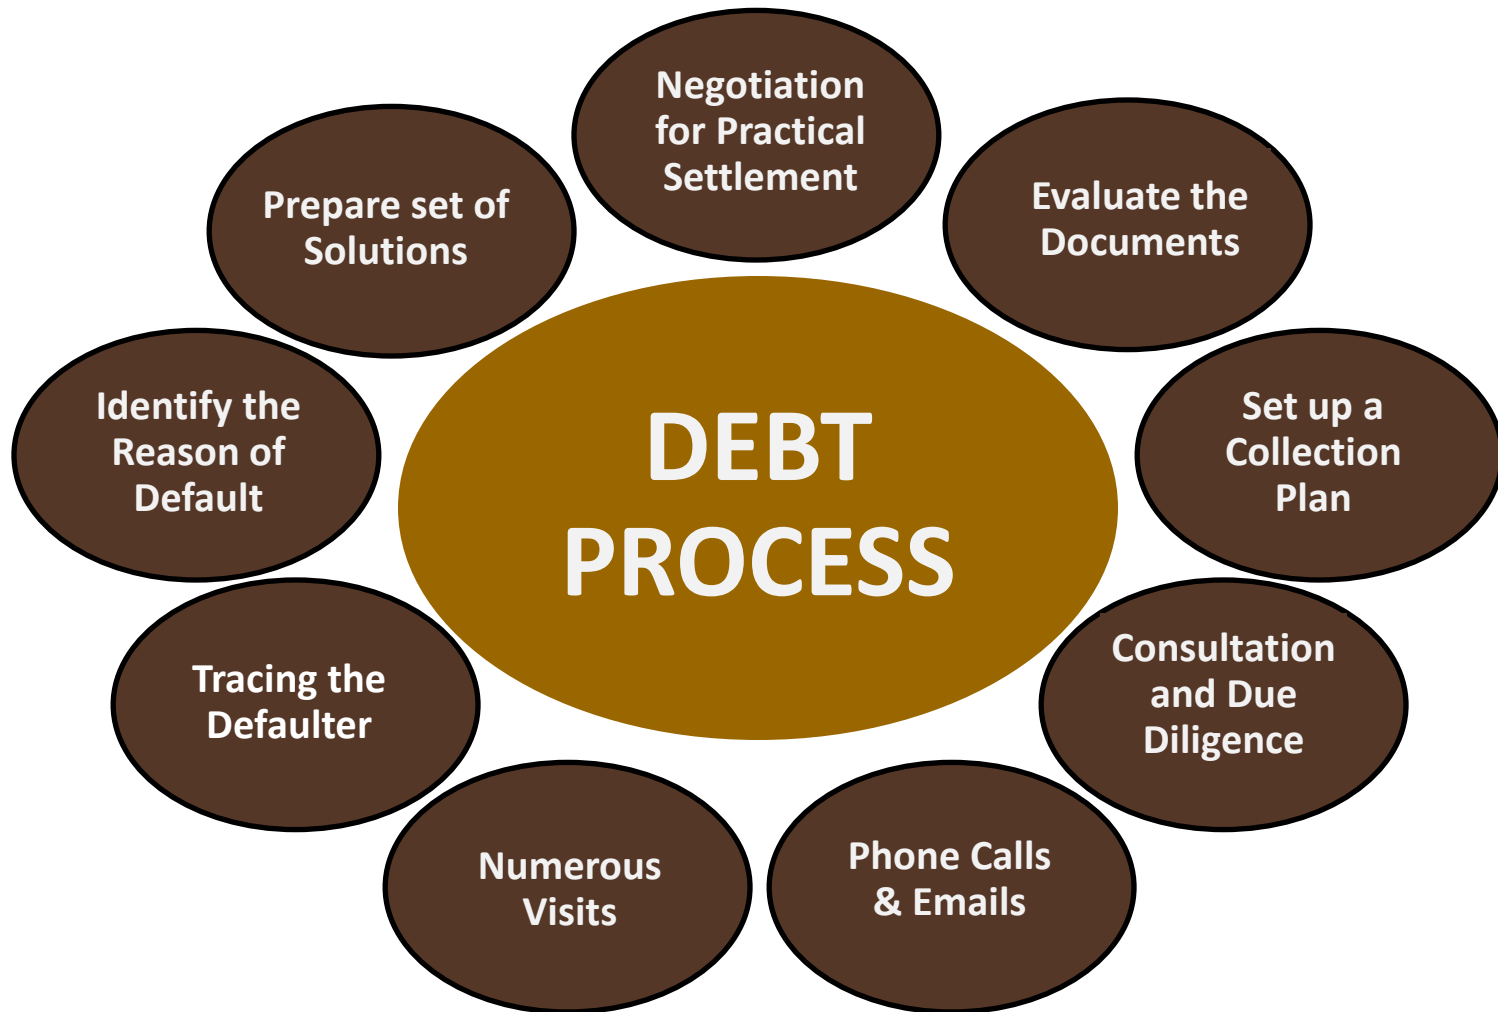 Negotiation
for Practical
Settlement
Evaluate the
Documents
Set up a
Collection
Plan
Consultation
and Due
Diligence
Phone Calls
& Emails
Numerous
Visits
Tracing the
Defaulter
Identify the
Reason of
Default
Prepare set of
Solutions
DEBT
PROCESS